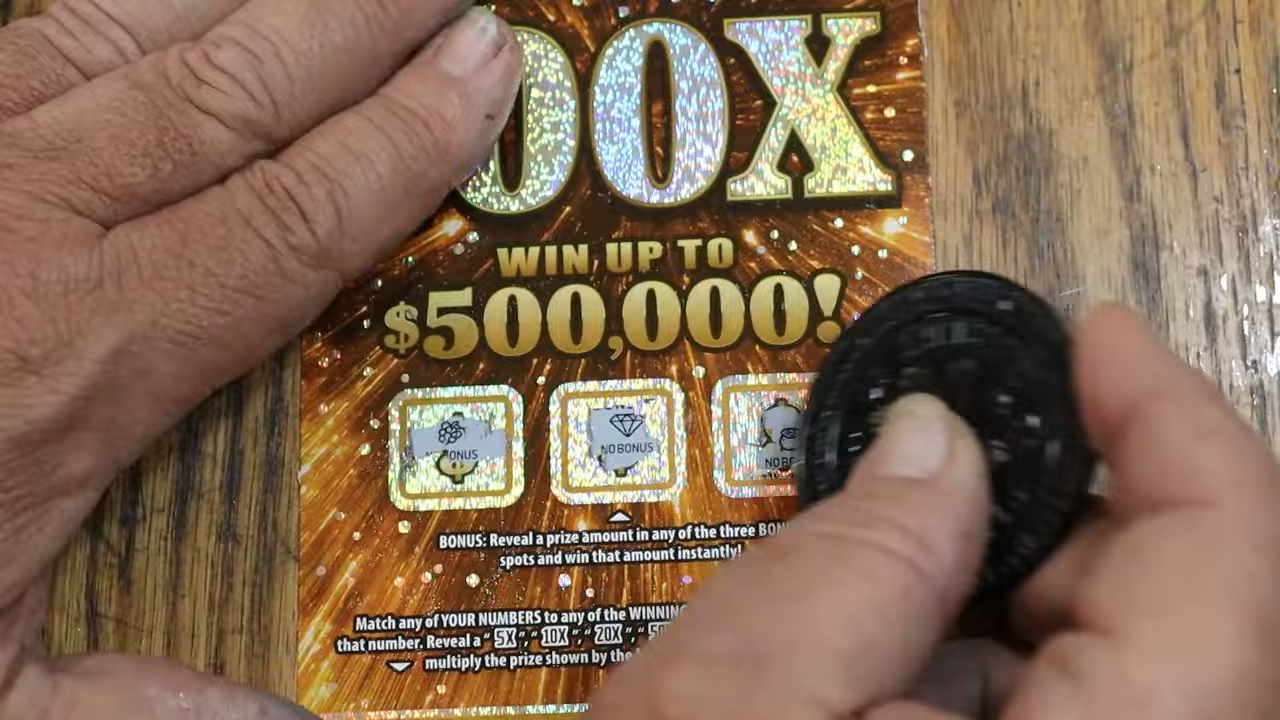 00X
WIN UP TO
$500,000!
NO BONUS
NO BONUS
NO
BONUS: Reveal a prize amount in any of the three
spots and win that amount instantly!
Match any of YOUR NUMBERS to any of the WINNING
that number. Reveal a "5X", "10X", "20X", "
multiply the prize shown by the